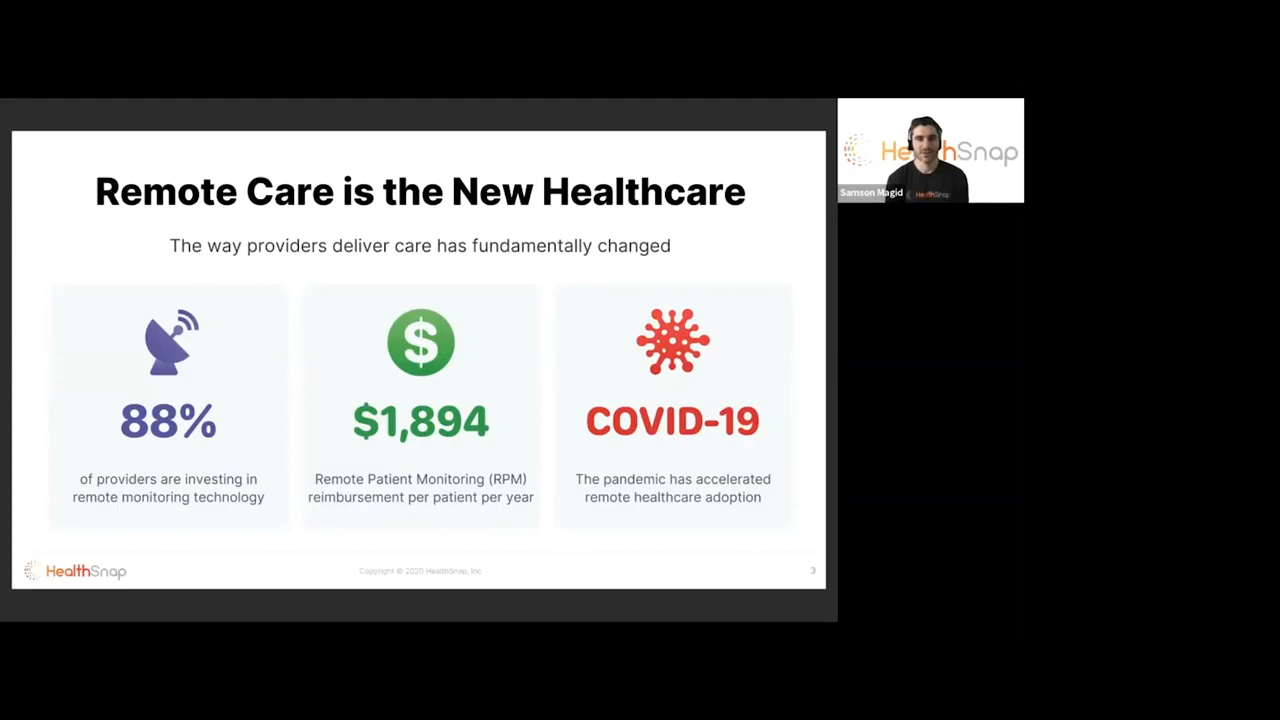 Remote Care is the New Healthcare
The way providers deliver care has fundamentally changed
88%
of providers are investing in
remote monitoring technology
$
$1,894
Remote Patient Monitoring (RPM)
reimbursement per patient per year
COVID-19
The pandemic has accelerated
remote healthcare adoption
HealthSnap
Copyright © 2020 HealthSnap, Inc
3
HealthSnap
Samson Magid
HealthSnap